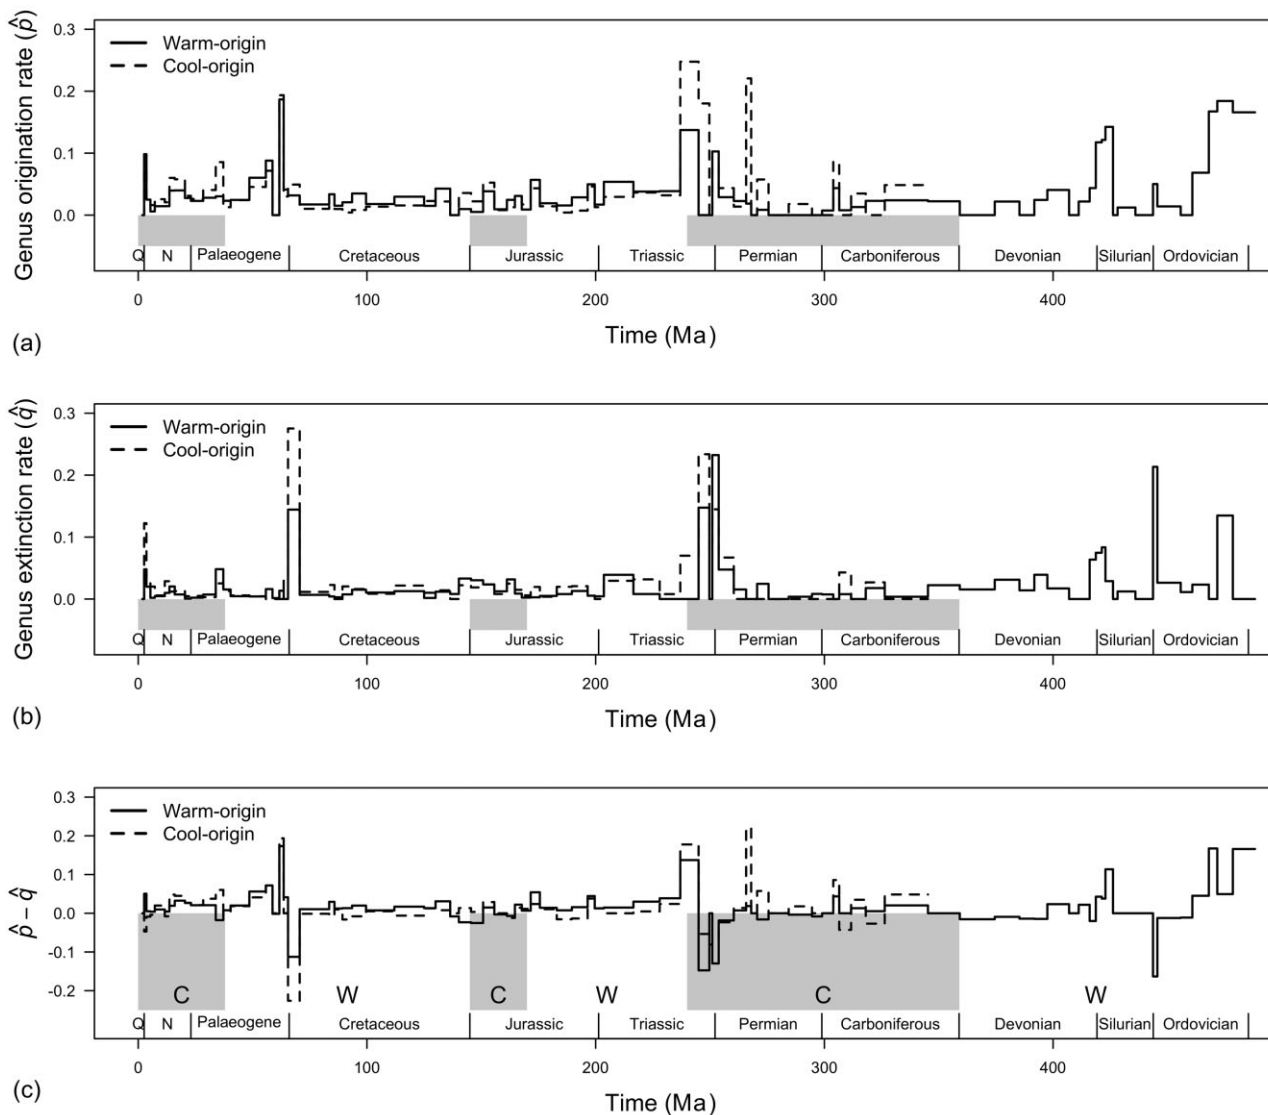 Genus origination rate (p̂)
0.3
0.2
0.1
0.0
Warm-origin
Cool-origin
Q N Palaeogene Cretaceous Jurassic Triassic Permian Carboniferous Devonian Silurian Ordovician
0 100 200 300 400
Time (Ma)
(a)
Genus extinction rate (q̂)
0.3
0.2
0.1
0.0
Warm-origin
Cool-origin
Q N Palaeogene Cretaceous Jurassic Triassic Permian Carboniferous Devonian Silurian Ordovician
0 100 200 300 400
Time (Ma)
(b)
p̂ – q̂
0.3
0.2
0.1
0.0
-0.1
-0.2
Warm-origin
Cool-origin
C W C W C W
Q N Palaeogene Cretaceous Jurassic Triassic Permian Carboniferous Devonian Silurian Ordovician
0 100 200 300 400
Time (Ma)
(c)